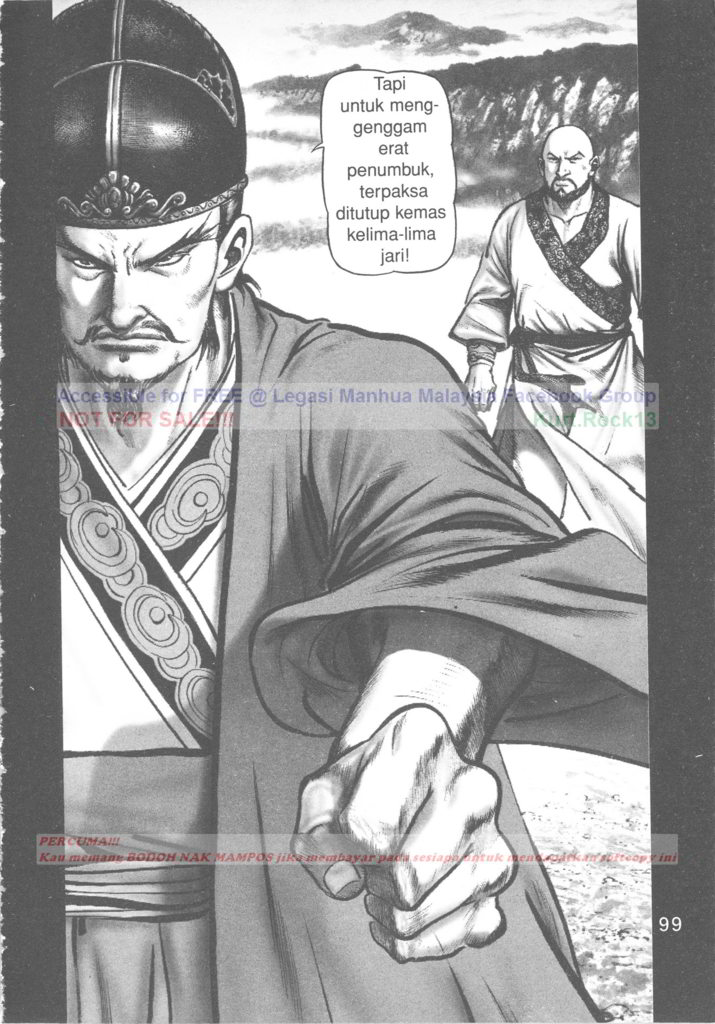 Tapi
untuk meng-
genggam
erat
penumbuk,
terpaksa
ditutup kemas
kelima-lima
jari!
Accessible for FREE @ Legasi Manhua Malaysia Facebook Group
NOT FOR SALE!!!
Kurt.Rock13
PERCUMA!!!
Kau memang BODOH NAK MAMPOS jika membayar pada sesiapa untuk mendapatkan softcopy ini
99